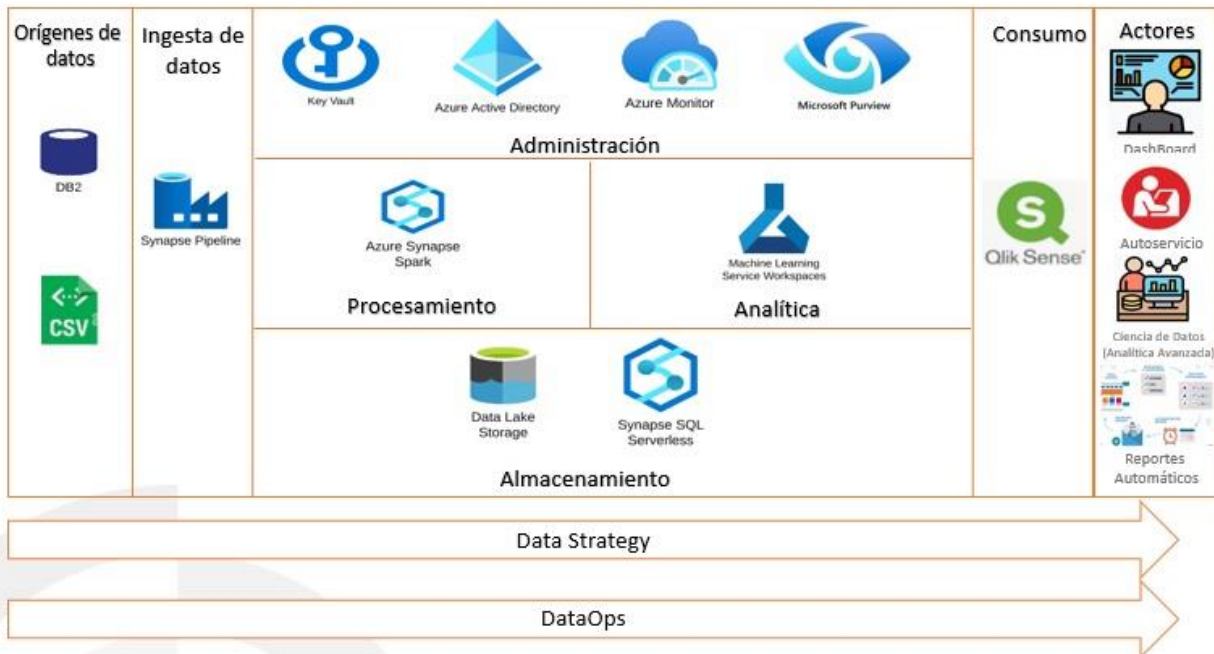 Orígenes de
datos
DB2
CSV
Ingesta de
datos
Synapse Pipeline
Key Vault
Azure Active Directory
Azure Monitor
Microsoft Purview
Administración
Azure Synapse
Spark
Procesamiento
Machine Learning
Service Workspaces
Analítica
Data Lake
Storage
Synapse SQL
Serverless
Almacenamiento
Consumo
Qlik Sense
Actores
DashBoard
Autoservicio
Ciencia de Datos
(Analítica Avanzada)
Reportes
Automáticos
Data Strategy
DataOps